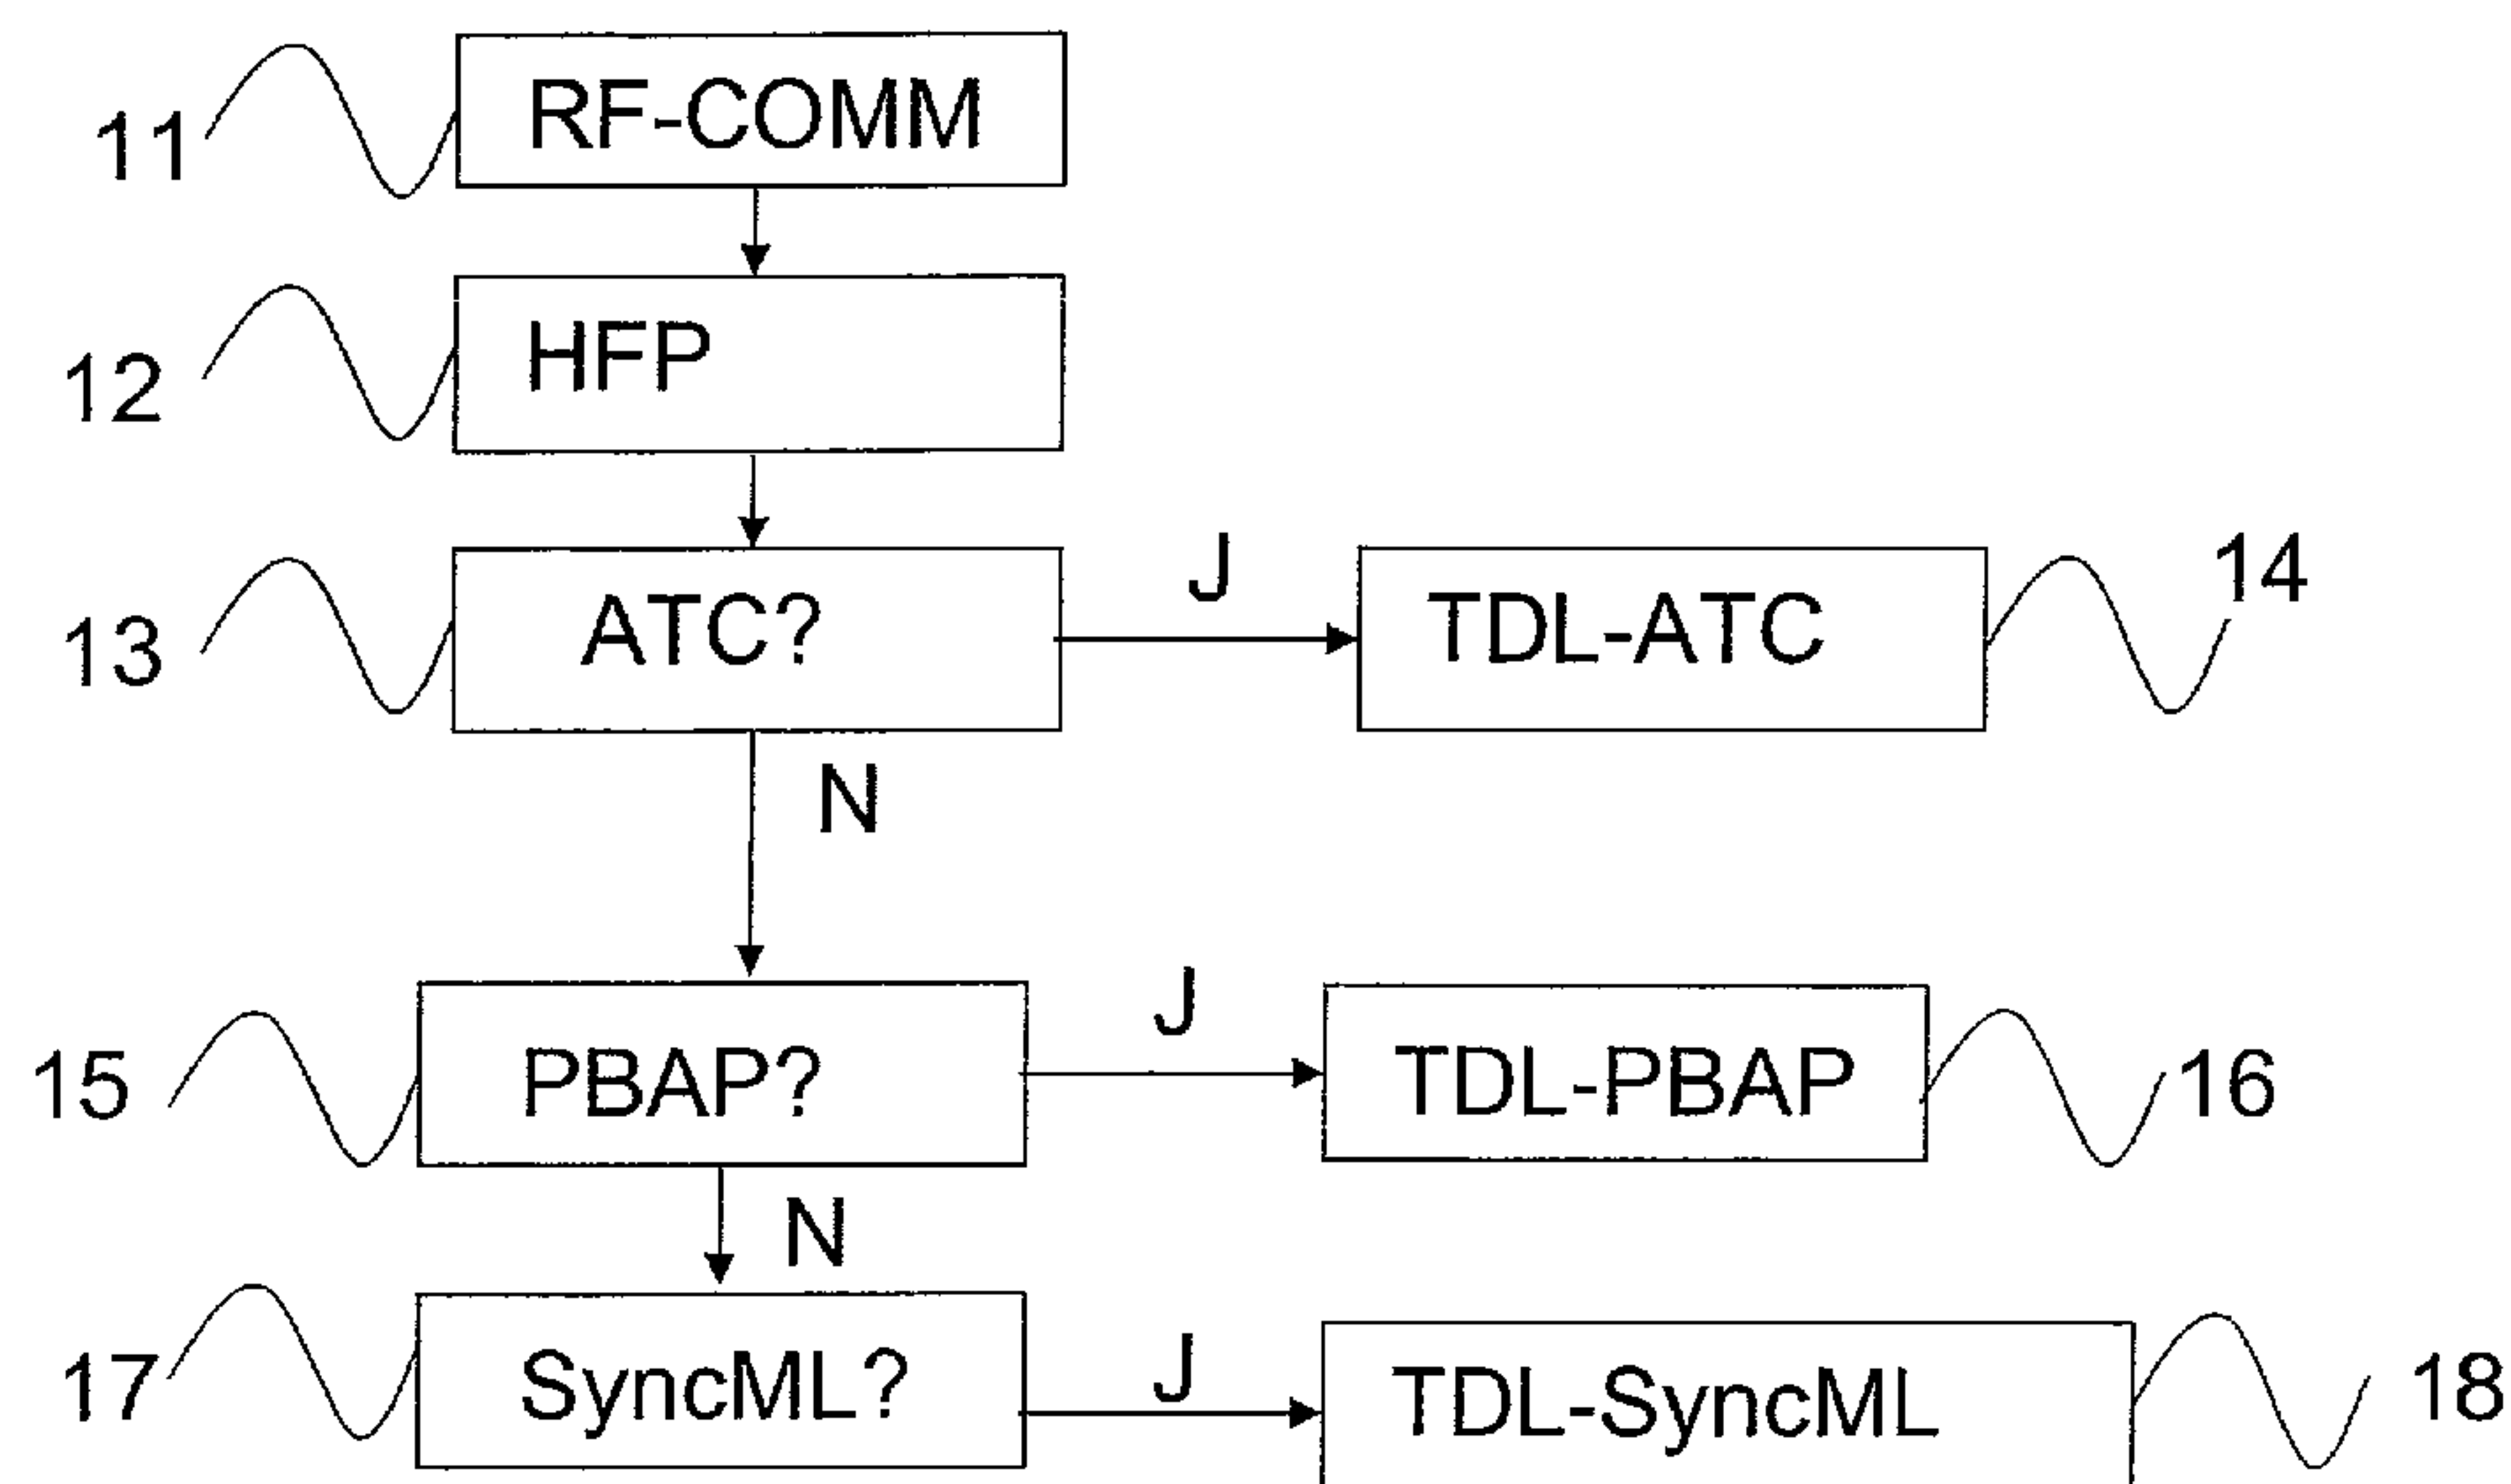 11 RF-COMM
12 HFP
13 ATC? J TDL-ATC 14
N
15 PBAP? J TDL-PBAP 16
N
17 SyncML? J TDL-SyncML 18